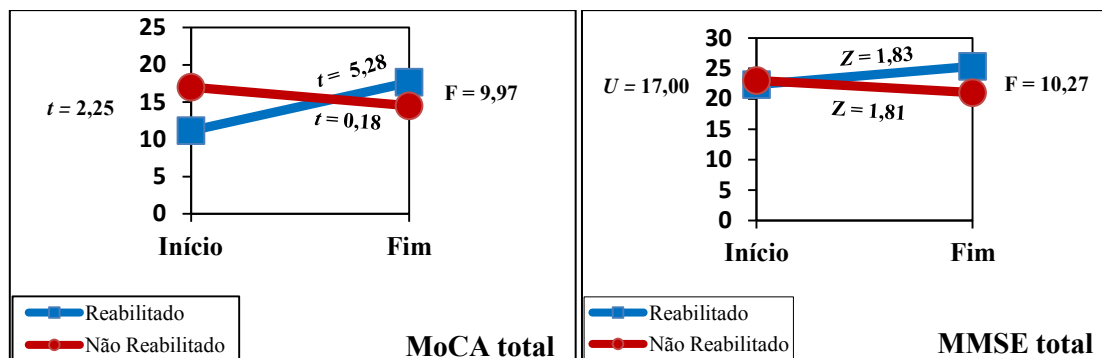 25
20
15
10
5
0
t = 2,25
t = 5,28
t = 0,18
F = 9,97
Início
Fim
Reabilitado
Não Reabilitado
MoCA total
30
25
20
15
10
5
0
U = 17,00
Z = 1,83
Z = 1,81
F = 10,27
Início
Fim
Reabilitado
Não Reabilitado
MMSE total